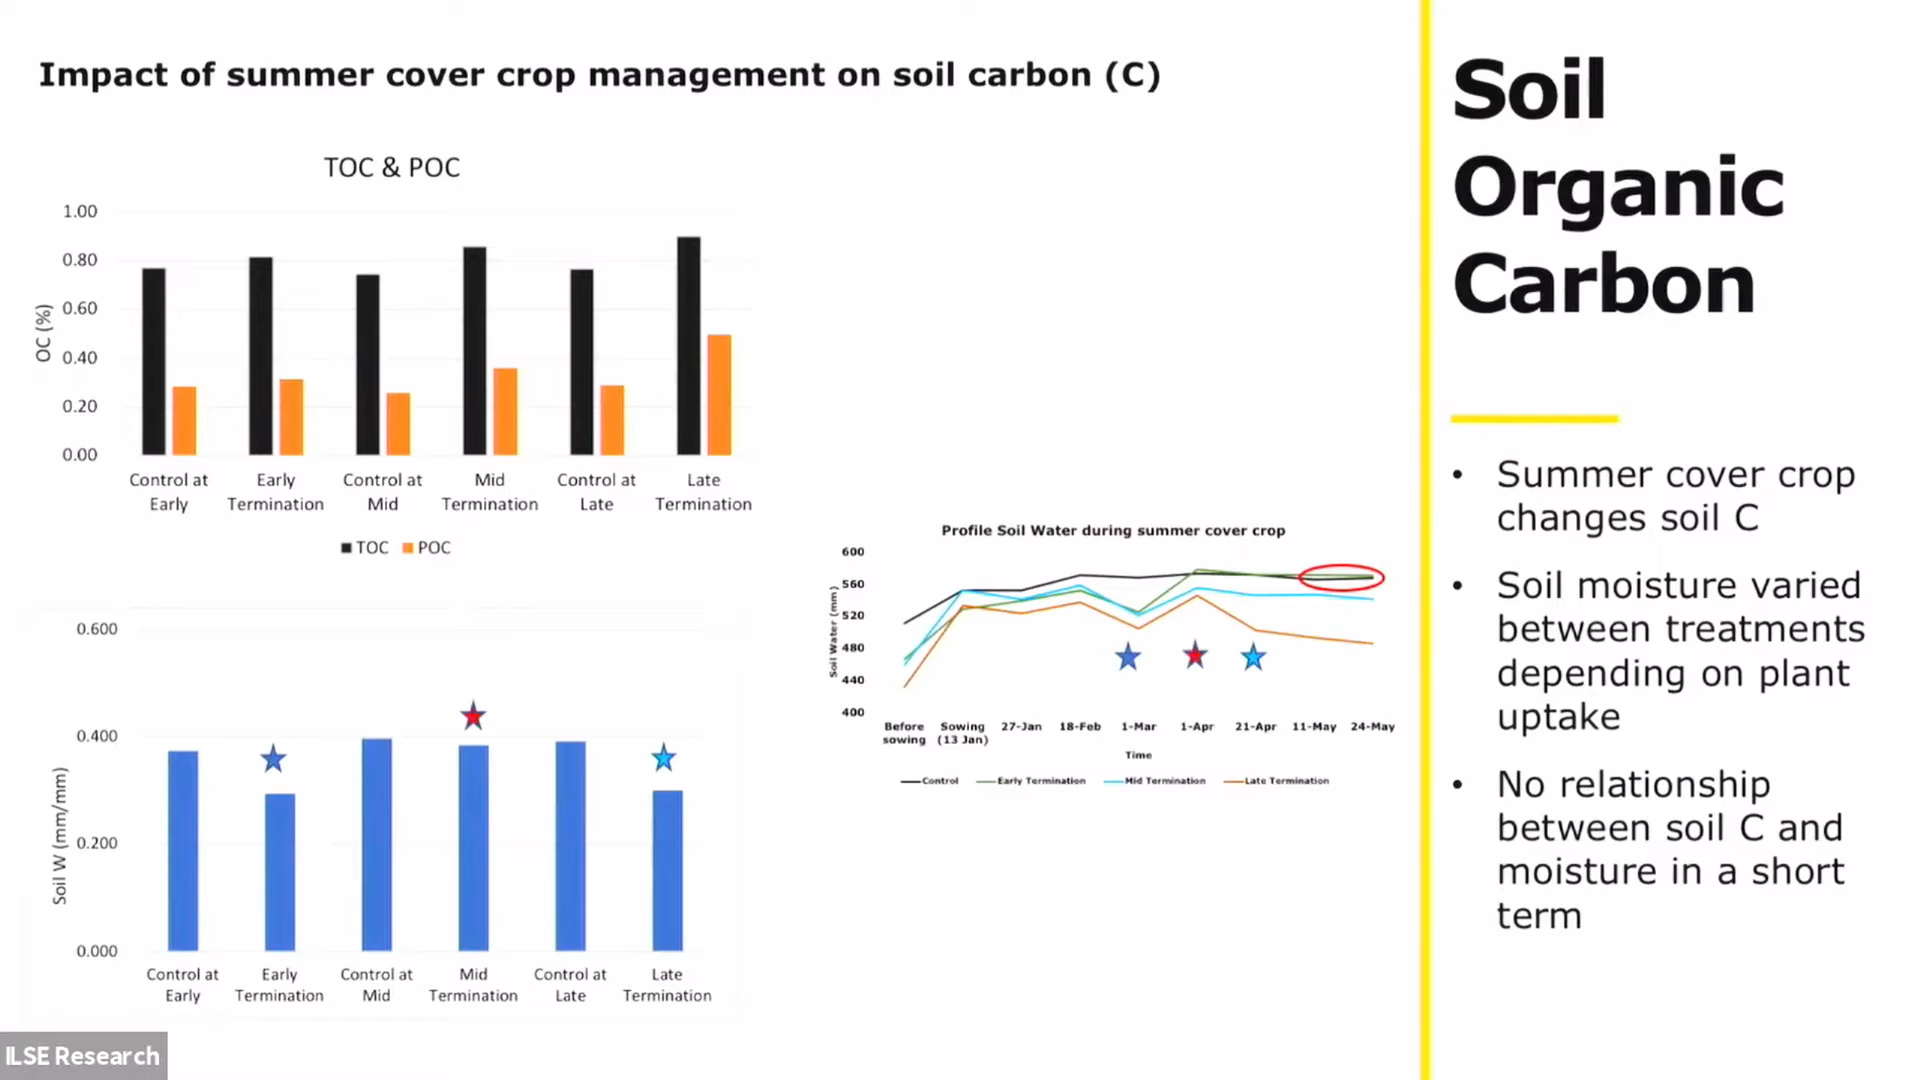 Impact of summer cover crop management on soil carbon (C)
TOC & POC
1.00
0.80
0.60
0.40
0.20
0.00
OC (%)
Control at Early
Early Termination
Control at Mid
Mid Termination
Control at Late
Late Termination
TOC POC
0.600
0.400
0.200
0.000
Soil W (mm/mm)
Control at Early
Early Termination
Control at Mid
Mid Termination
Control at Late
Late Termination
Profile Soil Water during summer cover crop
600
560
520
480
440
400
Soil Water (mm)
Before sowing
Sowing (13 Jan)
27-Jan
18-Feb
1-Mar
1-Apr
21-Apr
11-May
24-May
Time
Control Early Termination Mid Termination Late Termination
Soil
Organic
Carbon
• Summer cover crop
changes soil C
• Soil moisture varied
between treatments
depending on plant
uptake
• No relationship
between soil C and
moisture in a short
term
ILSE Research